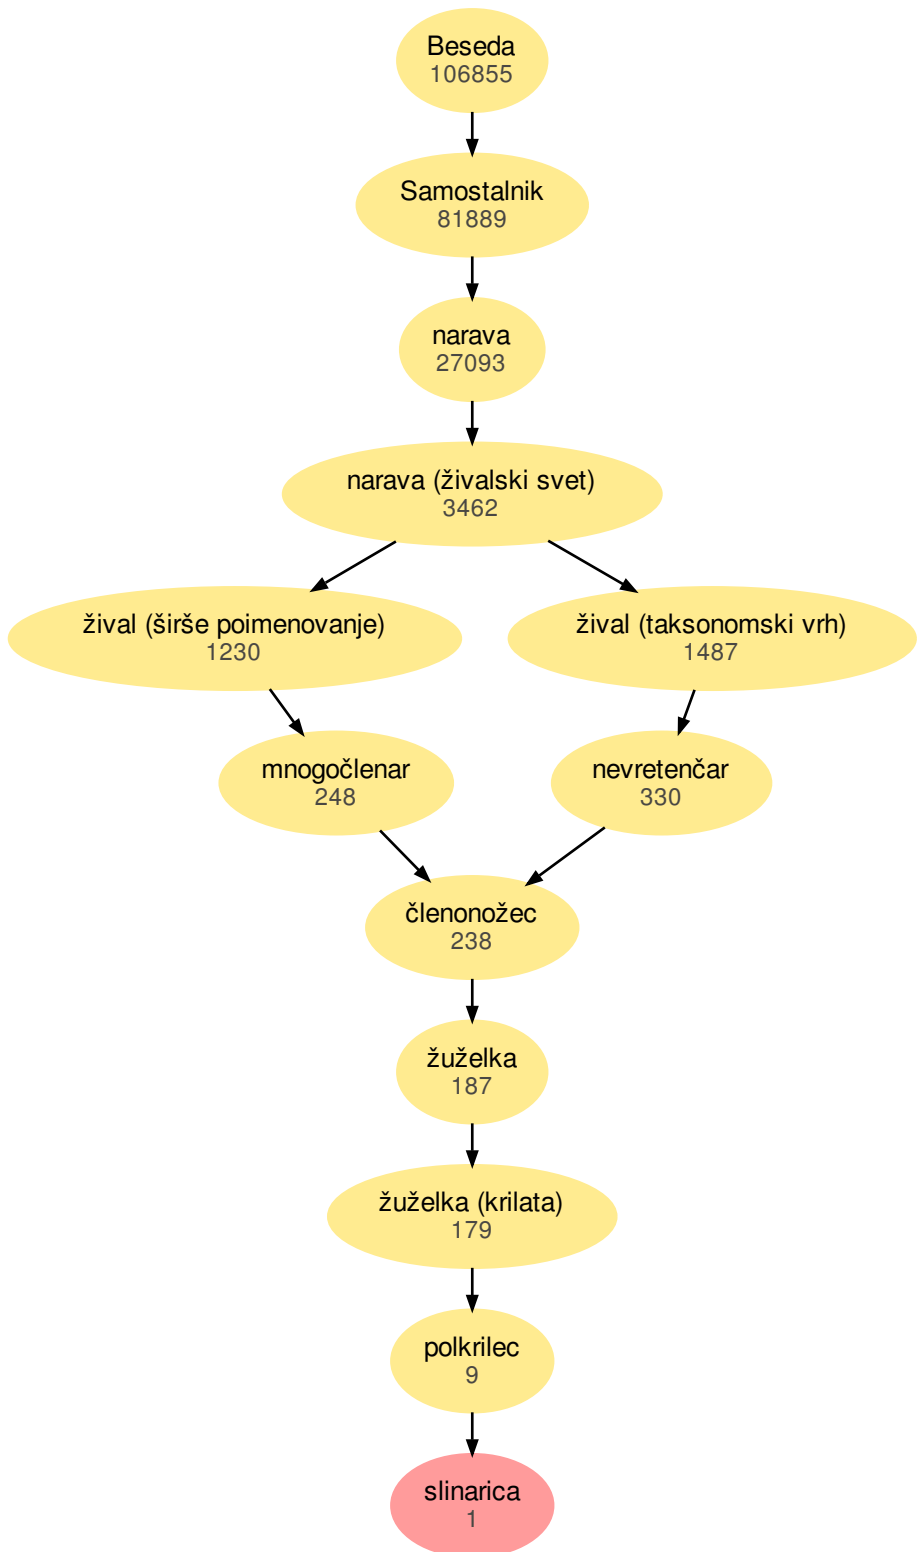 Beseda
106855
Samostalnik
81889
narava
27093
narava (živalski svet)
3462
žival (širše poimenovanje)
1230
žival (taksonomski vrh)
1487
mnogočlenar
248
nevretenčar
330
členonožec
238
žuželka
187
žuželka (krilata)
179
polkrilec
9
slinarica
1